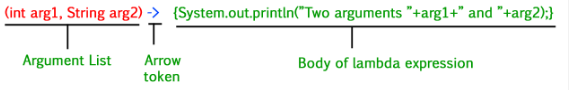 (int arg1, String arg2) -> {System.out.println("Two arguments "+arg1+" and "+arg2);}
Argument List
Arrow token
Body of lambda expression